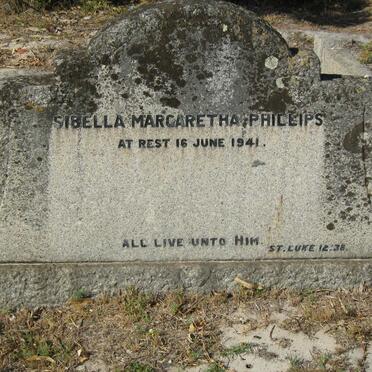 SIBELLA MARGARETHA PHILLIPS
AT REST 16 JUNE 1941.
ALL LIVE UNTO HIM. ST. LUKE 12:38.